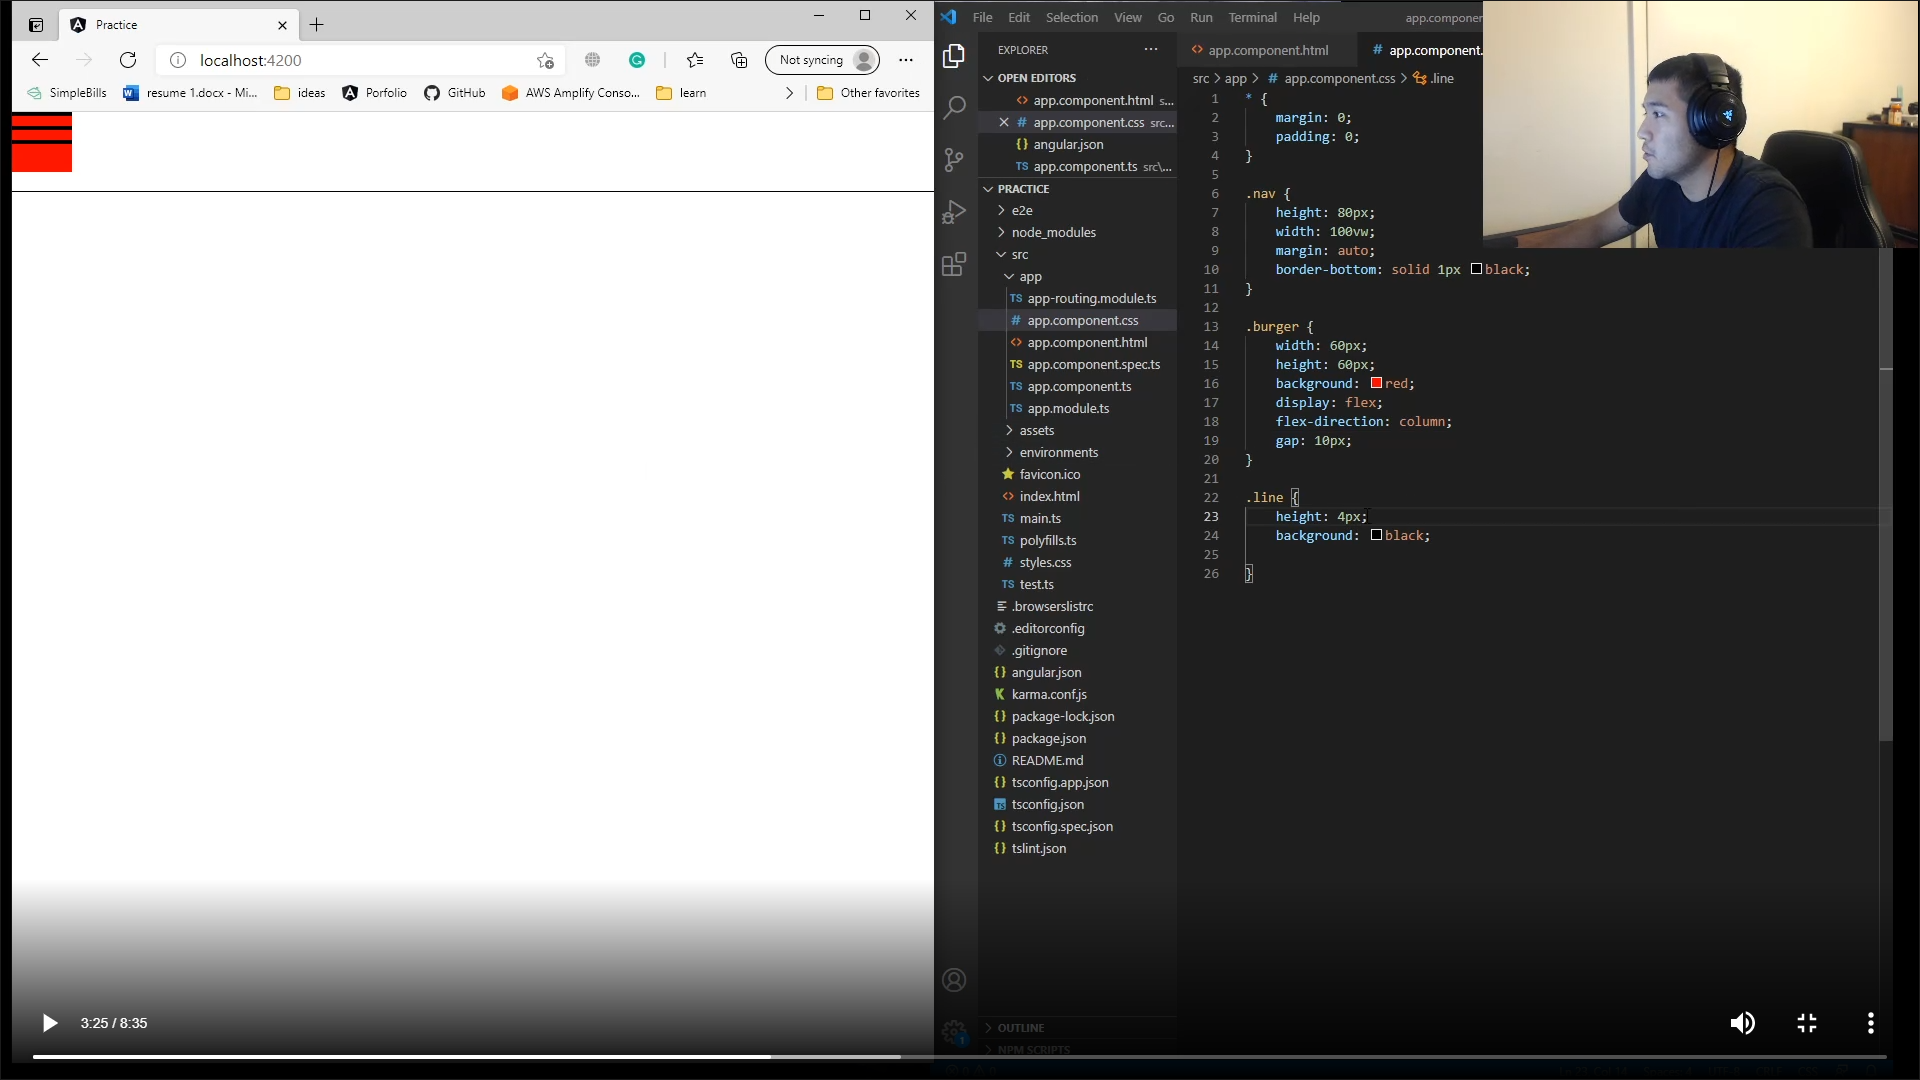 Practice
localhost:4200
Not syncing
SimpleBills
resume 1.docx - Mi...
ideas
Porfolio
GitHub
AWS Amplify Conso...
learn
Other favorites
File Edit Selection View Go Run Terminal Help
app.componen
EXPLORER
OPEN EDITORS
app.component.html s...
app.component.css src...
angular.json
app.component.ts src\...
PRACTICE
e2e
node_modules
src
app
TS app-routing.module.ts
# app.component.css
<> app.component.html
TS app.component.spec.ts
TS app.component.ts
TS app.module.ts
assets
environments
favicon.ico
<> index.html
TS main.ts
TS polyfills.ts
# styles.css
TS test.ts
.browserslistrc
.editorconfig
.gitignore
{} angular.json
karma.conf.js
{} package-lock.json
{} package.json
README.md
{} tsconfig.app.json
tsconfig.json
{} tsconfig.spec.json
{} tslint.json
OUTLINE
NPM SCRIPTS
<> app.component.html
# app.component.
src > app > # app.component.css > .line
1 * {
2 margin: 0;
3 padding: 0;
4 }
5
6 .nav {
7 height: 80px;
8 width: 100vw;
9 margin: auto;
10 border-bottom: solid 1px black;
11 }
12
13 .burger {
14 width: 60px;
15 height: 60px;
16 background: red;
17 display: flex;
18 flex-direction: column;
19 gap: 10px;
20 }
21
22 .line {
23 height: 4px;
24 background: black;
25
26 }
3:25 / 8:35